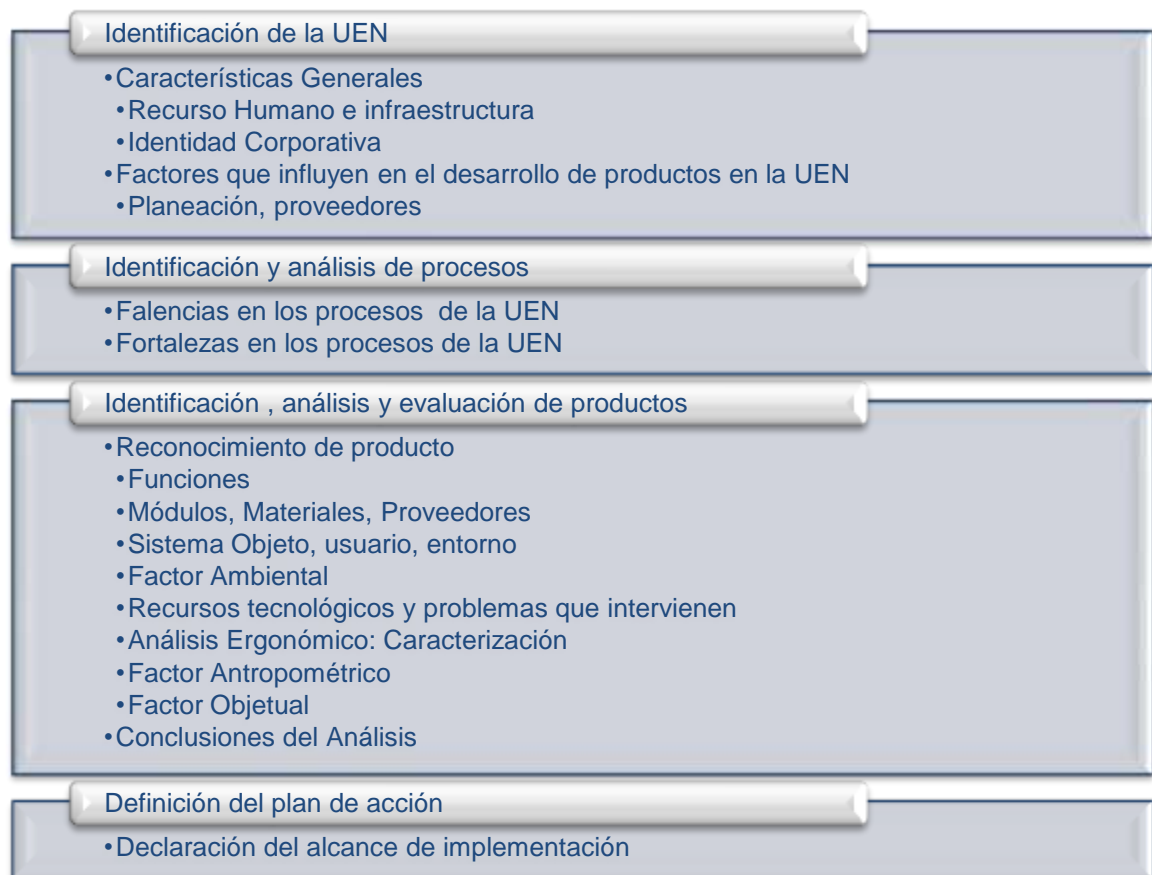 Identificación de la UEN
•Características Generales
•Recurso Humano e infraestructura
•Identidad Corporativa
•Factores que influyen en el desarrollo de productos en la UEN
•Planeación, proveedores
Identificación y análisis de procesos
•Falencias en los procesos de la UEN
•Fortalezas en los procesos de la UEN
Identificación , análisis y evaluación de productos
•Reconocimiento de producto
•Funciones
•Módulos, Materiales, Proveedores
•Sistema Objeto, usuario, entorno
•Factor Ambiental
•Recursos tecnológicos y problemas que intervienen
•Análisis Ergonómico: Caracterización
•Factor Antropométrico
•Factor Objetual
•Conclusiones del Análisis
Definición del plan de acción
•Declaración del alcance de implementación